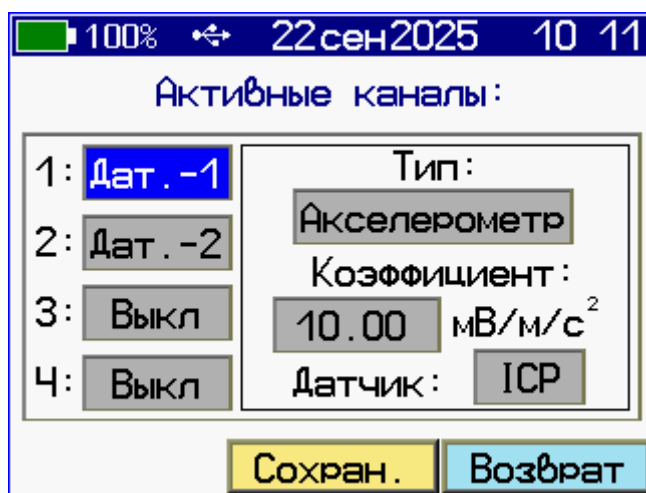 100% 22сен2025 10 11
Активные каналы:
1: Дат.-1
2: Дат.-2
3: Выкл
4: Выкл
Тип:
Акселерометр
Коэффициент:
10.00 мВ/м/с²
Датчик: ICP
Сохран. Возврат